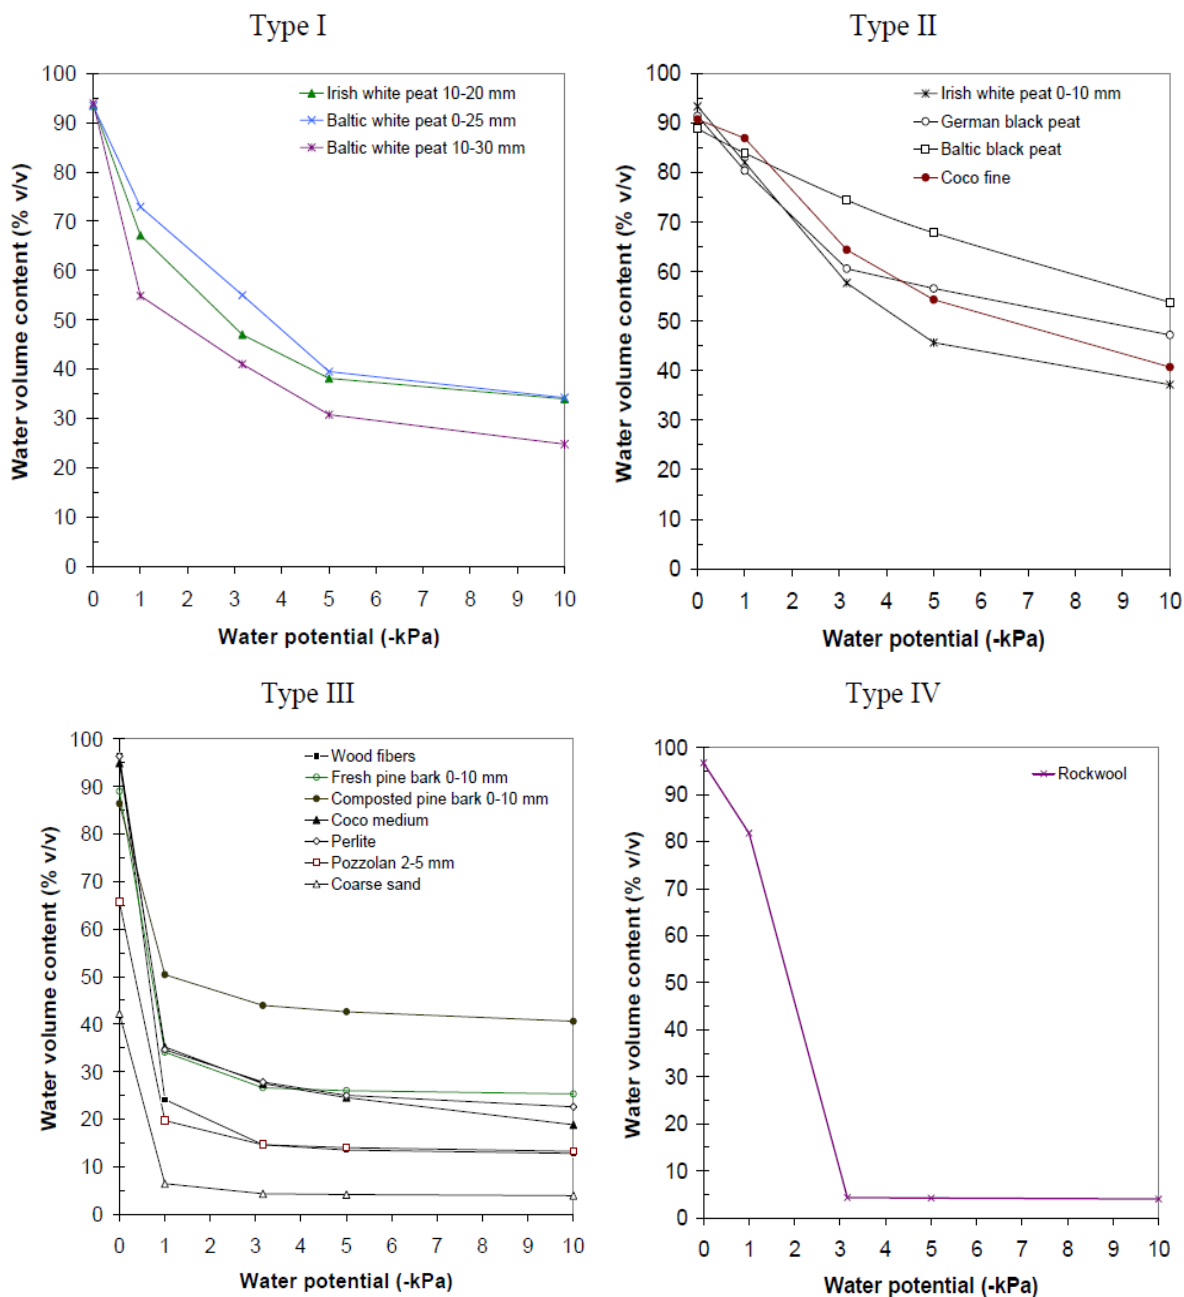 Type I
Irish white peat 10-20 mm
Baltic white peat 0-25 mm
Baltic white peat 10-30 mm
100
90
80
70
60
50
40
30
20
10
0
Water volume content (% v/v)
0 1 2 3 4 5 6 7 8 9 10
Water potential (-kPa)
Type II
Irish white peat 0-10 mm
German black peat
Baltic black peat
Coco fine
100
90
80
70
60
50
40
30
20
10
0
Water volume content (% v/v)
0 1 2 3 4 5 6 7 8 9 10
Water potential (-kPa)
Type III
Wood fibers
Fresh pine bark 0-10 mm
Composted pine bark 0-10 mm
Coco medium
Perlite
Pozzolan 2-5 mm
Coarse sand
100
90
80
70
60
50
40
30
20
10
0
Water volume content (% v/v)
0 1 2 3 4 5 6 7 8 9 10
Water potential (-kPa)
Type IV
Rockwool
100
90
80
70
60
50
40
30
20
10
0
Water volume content (% v/v)
0 1 2 3 4 5 6 7 8 9 10
Water potential (-kPa)